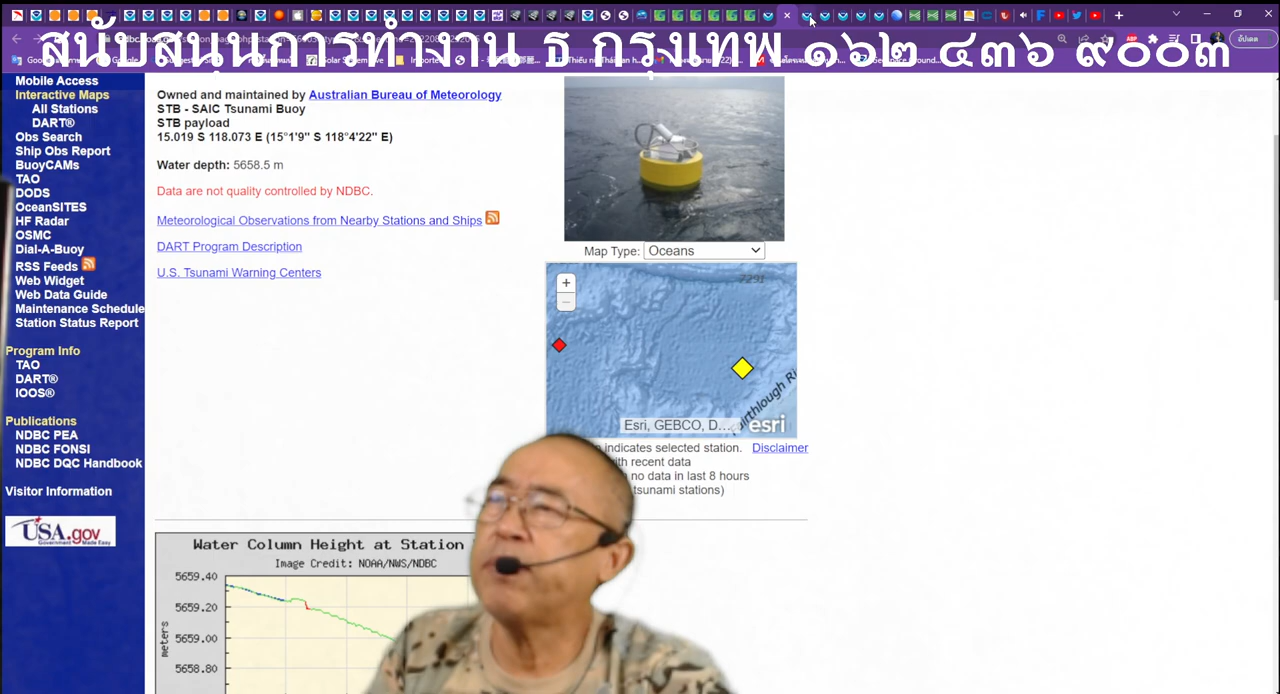 สนับสนุนการทำงาน ธ.กรุงเทพ ๑๖๒ ๔๓๖ ๙๐๐๓
Mobile Access
Interactive Maps
All Stations
DART®
Obs Search
Ship Obs Report
BuoyCAMs
TAO
DODS
OceanSITES
HF Radar
OSMC
Dial-A-Buoy
RSS Feeds
Web Widget
Web Data Guide
Maintenance Schedule
Station Status Report
Program Info
TAO
DART®
IOOS®
Publications
NDBC PEA
NDBC FONSI
NDBC DQC Handbook
Visitor Information
USA.gov
Government Made Easy
Owned and maintained by Australian Bureau of Meteorology
STB - SAIC Tsunami Buoy
STB payload
15.019 S 118.073 E (15°1'9" S 118°4'22" E)
Water depth: 5658.5 m
Data are not quality controlled by NDBC.
Meteorological Observations from Nearby Stations and Ships
DART Program Description
U.S. Tsunami Warning Centers
Map Type: Oceans
7291
+
−
Esri, GEBCO, D... esri
indicates selected station. Disclaimer
with recent data
no data in last 8 hours
tsunami stations)
Water Column Height at Station
Image Credit: NOAA/NWS/NDBC
5659.40
5659.20
5659.00
5658.80
meters